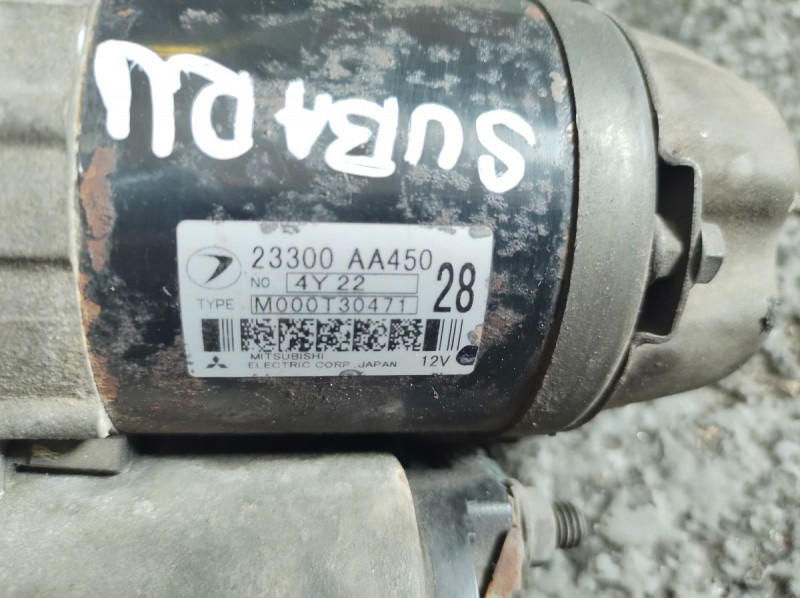 SUBARU
23300 AA450
NO 4Y22
TYPE M000T30471
28
MITSUBISHI
ELECTRIC CORP. JAPAN 12V